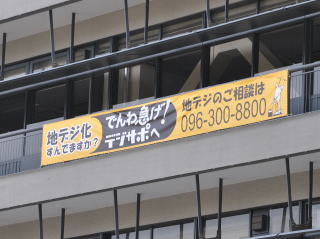 地デジ化
すんでますか?
でんわ急げ!
デジサポへ
地デジのご相談は
096-300-8800